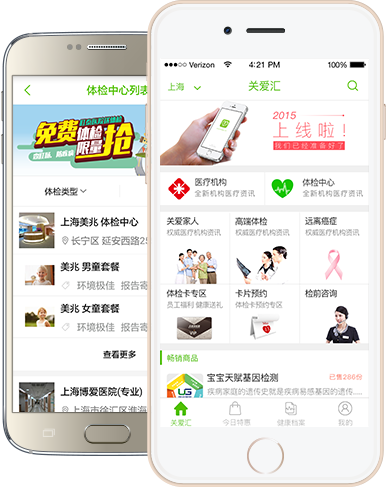 体检中心列表
免费体检
限量
抢
体检类型
上海美兆 体检中心
长宁区 延安西路25
美兆 男童套餐
环境极佳 报告寄
美兆 女童套餐
环境极佳 报告
查看更多
上海博爱医院(专业)
上海市徐汇区淮海
Verizon
4:21 PM
100%
上海
关爱汇
2015
上线啦!
我们已经准备好了
医疗机构
全新机构医疗资讯
体检中心
全新机构医疗资讯
关爱家人
权威医疗机构资讯
高端体检
权威医疗机构资讯
远离癌症
权威医疗机构资讯
体检卡专区
员工福利 健康送礼
VIP
卡片预约
体检卡预约专区
检前咨询
畅销商品
LG
宝宝天赋基因检测
已售266份
疾病家庭的遗传史就是疾病易感基因的遗传....
关爱汇
今日特惠
健康档案
我的